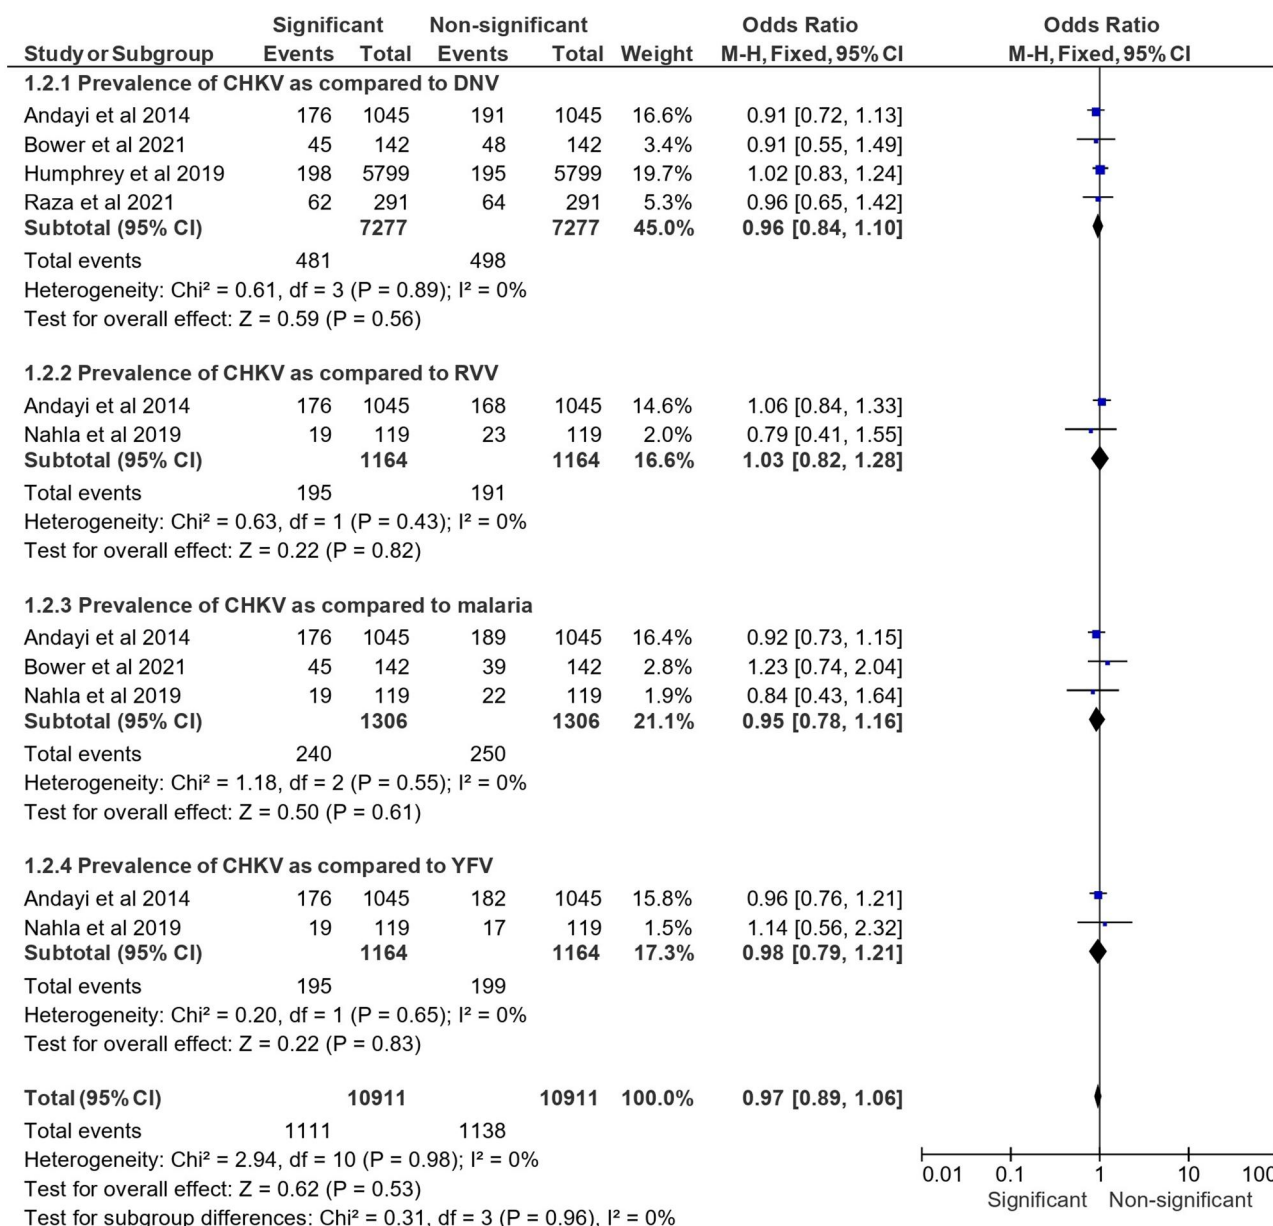 Significant Non-significant Odds Ratio Odds Ratio
Study or Subgroup Events Total Events Total Weight M-H, Fixed, 95% CI M-H, Fixed, 95% CI
1.2.1 Prevalence of CHKV as compared to DNV
Andayi et al 2014 176 1045 191 1045 16.6% 0.91 [0.72, 1.13]
Bower et al 2021 45 142 48 142 3.4% 0.91 [0.55, 1.49]
Humphrey et al 2019 198 5799 195 5799 19.7% 1.02 [0.83, 1.24]
Raza et al 2021 62 291 64 291 5.3% 0.96 [0.65, 1.42]
Subtotal (95% CI) 7277 7277 45.0% 0.96 [0.84, 1.10]
Total events 481 498
Heterogeneity: Chi² = 0.61, df = 3 (P = 0.89); I² = 0%
Test for overall effect: Z = 0.59 (P = 0.56)
1.2.2 Prevalence of CHKV as compared to RVV
Andayi et al 2014 176 1045 168 1045 14.6% 1.06 [0.84, 1.33]
Nahla et al 2019 19 119 23 119 2.0% 0.79 [0.41, 1.55]
Subtotal (95% CI) 1164 1164 16.6% 1.03 [0.82, 1.28]
Total events 195 191
Heterogeneity: Chi² = 0.63, df = 1 (P = 0.43); I² = 0%
Test for overall effect: Z = 0.22 (P = 0.82)
1.2.3 Prevalence of CHKV as compared to malaria
Andayi et al 2014 176 1045 189 1045 16.4% 0.92 [0.73, 1.15]
Bower et al 2021 45 142 39 142 2.8% 1.23 [0.74, 2.04]
Nahla et al 2019 19 119 22 119 1.9% 0.84 [0.43, 1.64]
Subtotal (95% CI) 1306 1306 21.1% 0.95 [0.78, 1.16]
Total events 240 250
Heterogeneity: Chi² = 1.18, df = 2 (P = 0.55); I² = 0%
Test for overall effect: Z = 0.50 (P = 0.61)
1.2.4 Prevalence of CHKV as compared to YFV
Andayi et al 2014 176 1045 182 1045 15.8% 0.96 [0.76, 1.21]
Nahla et al 2019 19 119 17 119 1.5% 1.14 [0.56, 2.32]
Subtotal (95% CI) 1164 1164 17.3% 0.98 [0.79, 1.21]
Total events 195 199
Heterogeneity: Chi² = 0.20, df = 1 (P = 0.65); I² = 0%
Test for overall effect: Z = 0.22 (P = 0.83)
Total (95% CI) 10911 10911 100.0% 0.97 [0.89, 1.06]
Total events 1111 1138
Heterogeneity: Chi² = 2.94, df = 10 (P = 0.98); I² = 0%
Test for overall effect: Z = 0.62 (P = 0.53)
Test for subgroup differences: Chi² = 0.31, df = 3 (P = 0.96), I² = 0%
0.01 0.1 1 10 100
Significant Non-significant